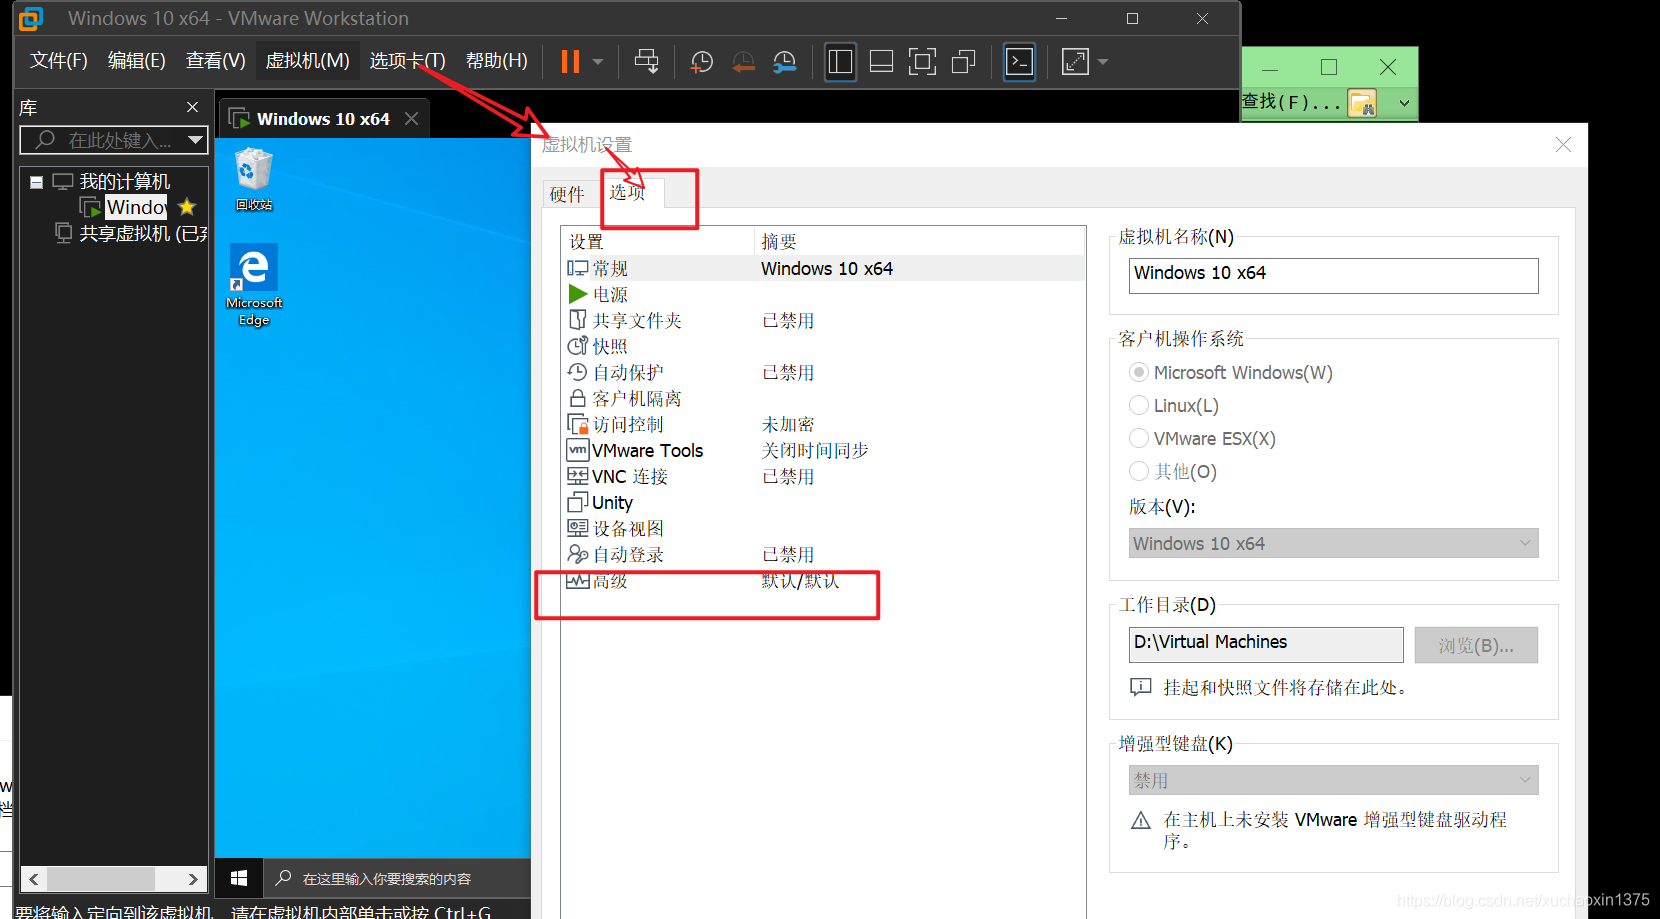 Windows 10 x64 - VMware Workstation
文件(F) 编辑(E) 查看(V) 虚拟机(M) 选项卡(T) 帮助(H)
查找(F)...
库
在此处键入...
Windows 10 x64
我的计算机
Windo
共享虚拟机 (已
回收站
Microsoft
Edge
虚拟机设置
硬件 选项
设置 摘要
常规 Windows 10 x64
电源
共享文件夹 已禁用
快照
自动保护 已禁用
客户机隔离
访问控制 未加密
vm VMware Tools 关闭时间同步
VNC 连接 已禁用
Unity
设备视图
自动登录 已禁用
高级 默认/默认
虚拟机名称(N)
Windows 10 x64
客户机操作系统
Microsoft Windows(W)
Linux(L)
VMware ESX(X)
其他(O)
版本(V):
Windows 10 x64
工作目录(D)
D:\Virtual Machines
浏览(B)...
挂起和快照文件将存储在此处。
增强型键盘(K)
禁用
在主机上未安装 VMware 增强型键盘驱动程
序。
在这里输入你要搜索的内容
要将输入定向到该虚拟机，请在虚拟机内部单击或按 Ctrl+G
https://blog.csdn.net/xuchaoxin1375